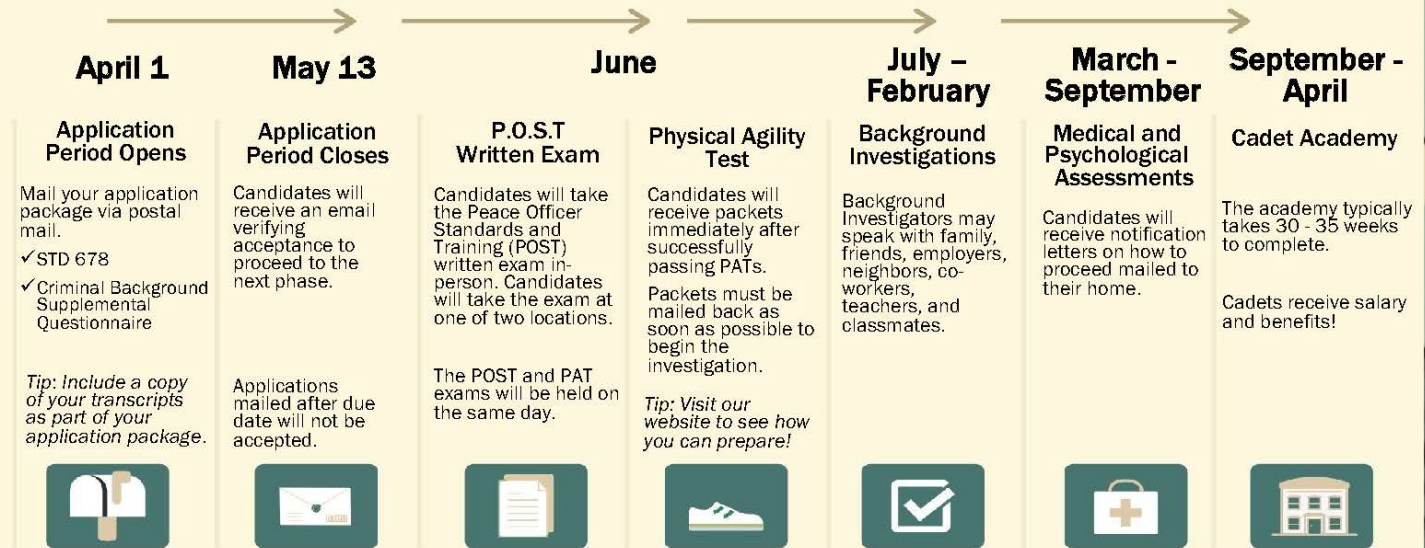 April 1
Application
Period Opens
Mail your application
package via postal
mail.
✓STD 678
✓Criminal Background
Supplemental
Questionnaire
Tip: Include a copy
of your transcripts
as part of your
application package.
May 13
Application
Period Closes
Candidates will
receive an email
verifying
acceptance to
proceed to the
next phase.
Applications
mailed after due
date will not be
accepted.
June
P.O.S.T
Written Exam
Candidates will take
the Peace Officer
Standards and
Training (POST)
written exam in-
person. Candidates
will take the exam at
one of two locations.
The POST and PAT
exams will be held on
the same day.
Physical Agility
Test
Candidates will
receive packets
immediately after
successfully
passing PATs.
Packets must be
mailed back as
soon as possible to
begin the
investigation.
Tip: Visit our
website to see how
you can prepare!
July –
February
Background
Investigations
Background
Investigators may
speak with family,
friends, employers,
neighbors, co-
workers,
teachers, and
classmates.
March -
September
Medical and
Psychological
Assessments
Candidates will
receive notification
letters on how to
proceed mailed to
their home.
September -
April
Cadet Academy
The academy typically
takes 30 - 35 weeks
to complete.
Cadets receive salary
and benefits!